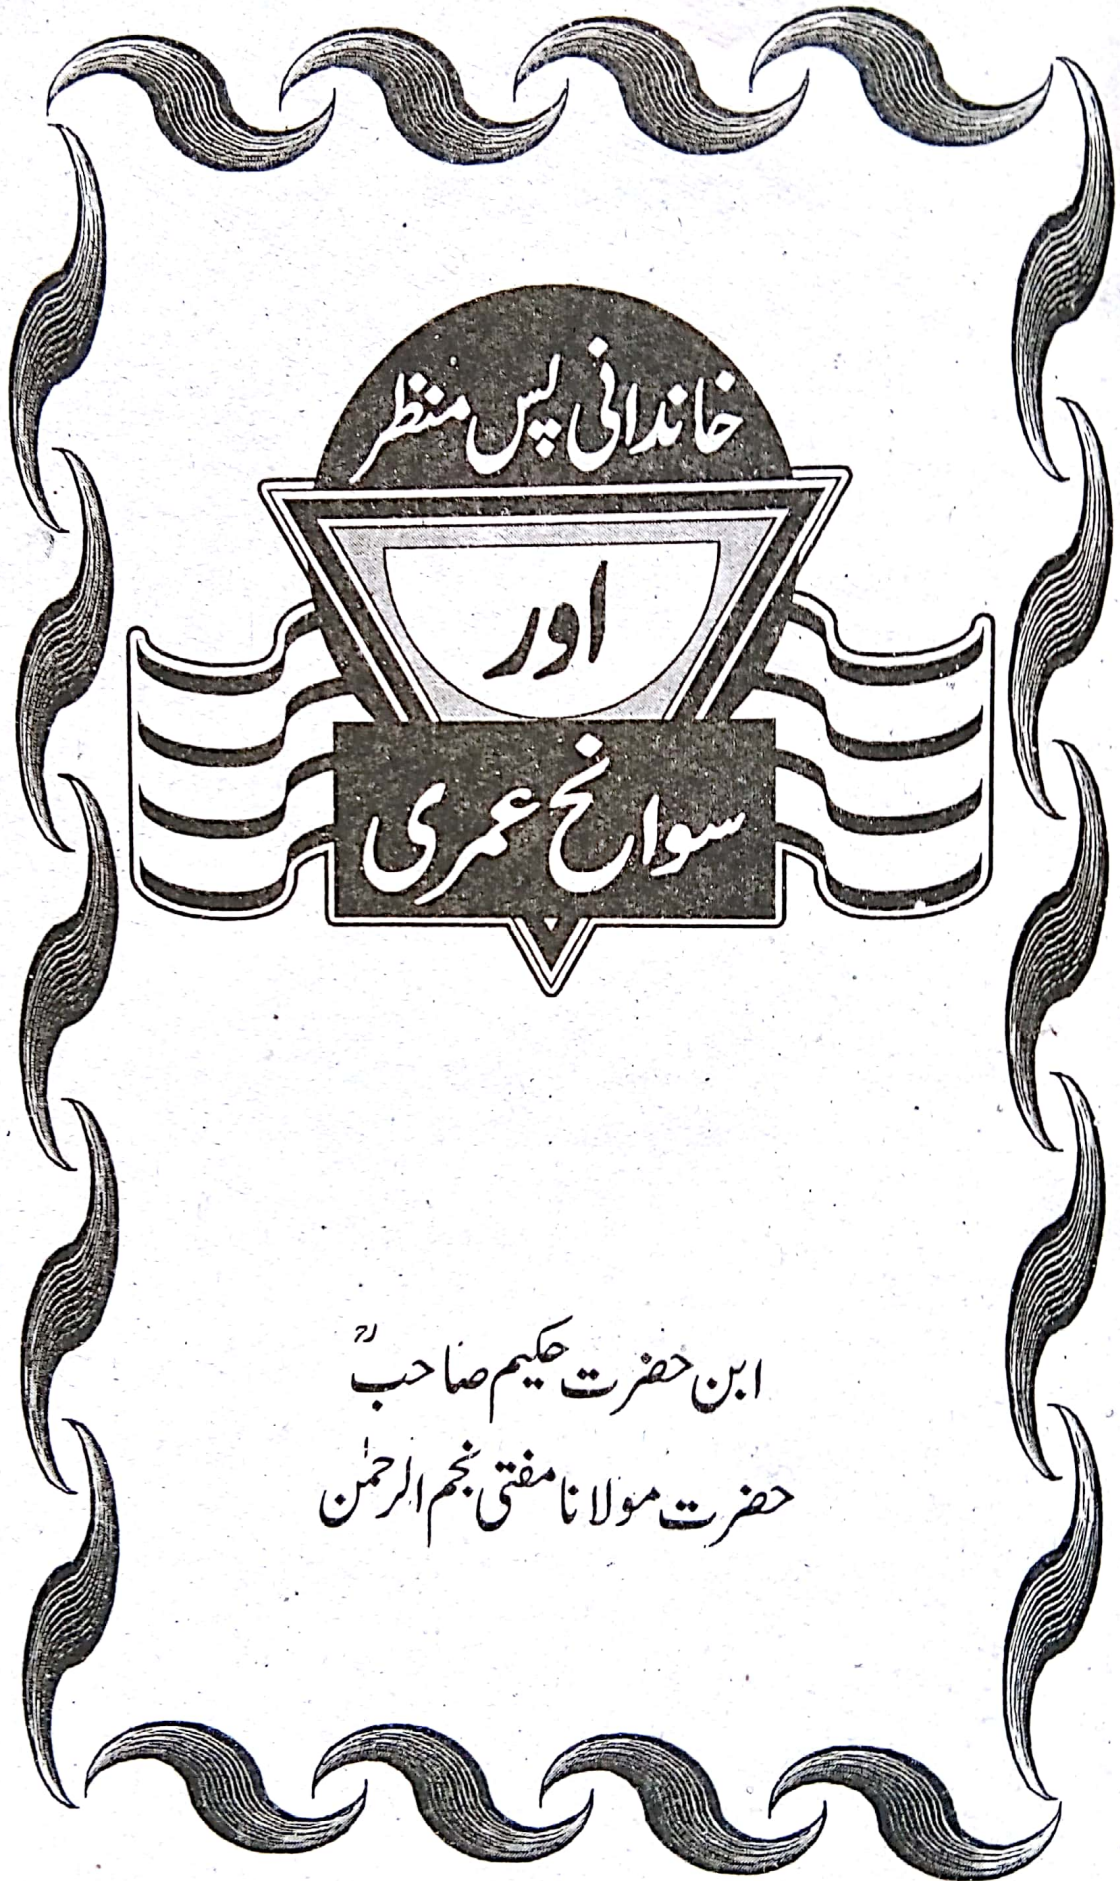 خاندانی پس منظر
اور
سوانح عمری
ابن حضرت حکیم صاحبؒ
حضرت مولانا مفتی نجم الرحمٰن